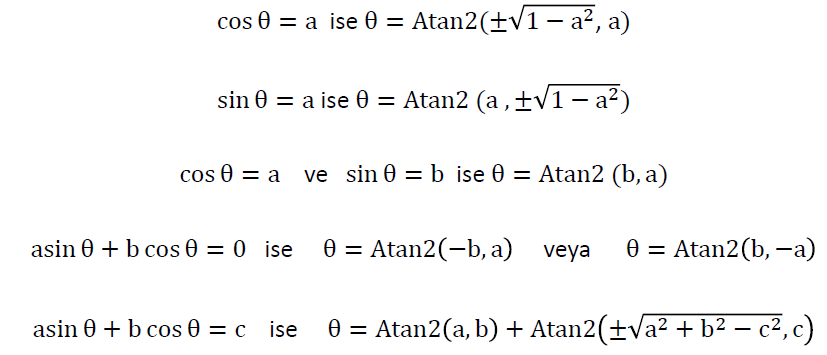 cos θ = a ise θ = Atan2(±√1 − a², a)
sin θ = a ise θ = Atan2 (a , ±√1 − a²)
cos θ = a ve sin θ = b ise θ = Atan2 (b, a)
asin θ + b cos θ = 0 ise θ = Atan2(−b, a) veya θ = Atan2(b, −a)
asin θ + b cos θ = c ise θ = Atan2(a, b) + Atan2(±√a² + b² − c², c)